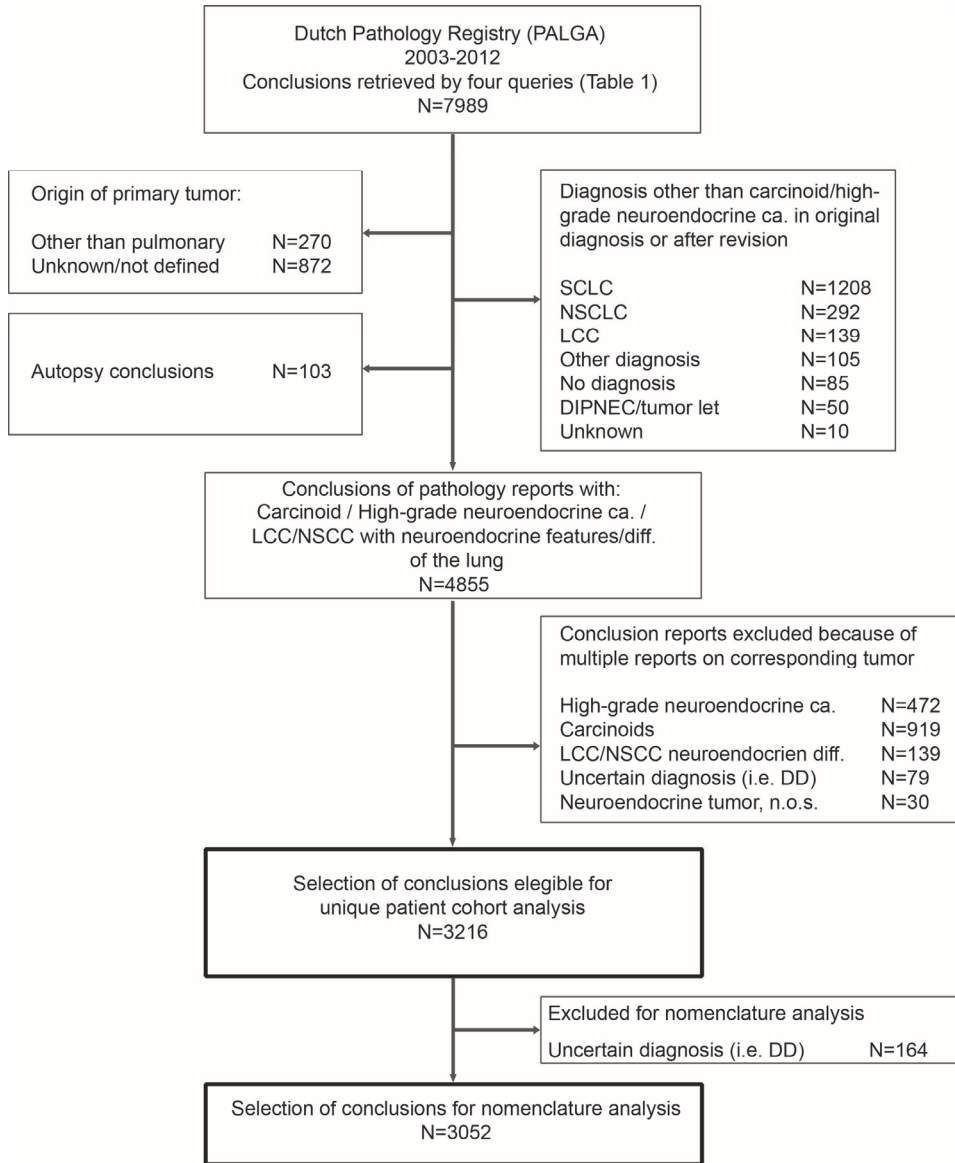 Dutch Pathology Registry (PALGA)
2003-2012
Conclusions retrieved by four queries (Table 1)
N=7989
Origin of primary tumor:
Other than pulmonary N=270
Unknown/not defined N=872
Diagnosis other than carcinoid/high-
grade neuroendocrine ca. in original
diagnosis or after revision
SCLC N=1208
NSCLC N=292
LCC N=139
Other diagnosis N=105
No diagnosis N=85
DIPNEC/tumor let N=50
Unknown N=10
Autopsy conclusions N=103
Conclusions of pathology reports with:
Carcinoid / High-grade neuroendocrine ca. /
LCC/NSCC with neuroendocrine features/diff.
of the lung
N=4855
Conclusion reports excluded because of
multiple reports on corresponding tumor
High-grade neuroendocrine ca. N=472
Carcinoids N=919
LCC/NSCC neuroendocrien diff. N=139
Uncertain diagnosis (i.e. DD) N=79
Neuroendocrine tumor, n.o.s. N=30
Selection of conclusions elegible for
unique patient cohort analysis
N=3216
Excluded for nomenclature analysis
Uncertain diagnosis (i.e. DD) N=164
Selection of conclusions for nomenclature analysis
N=3052